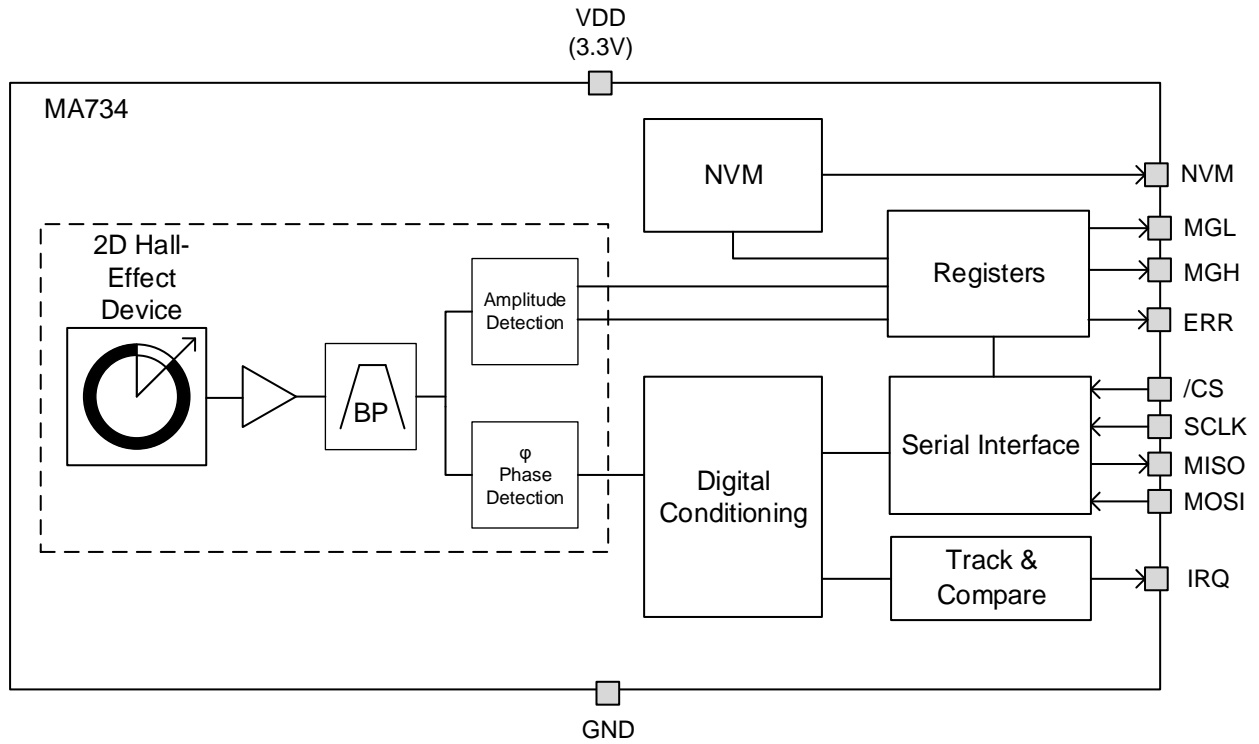 VDD
(3.3V)
MA734
NVM
NVM
MGL
MGH
ERR
Registers
2D Hall-
Effect
Device
Amplitude
Detection
BP
φ
Phase
Detection
Digital
Conditioning
Serial Interface
/CS
SCLK
MISO
MOSI
Track &
Compare
IRQ
GND